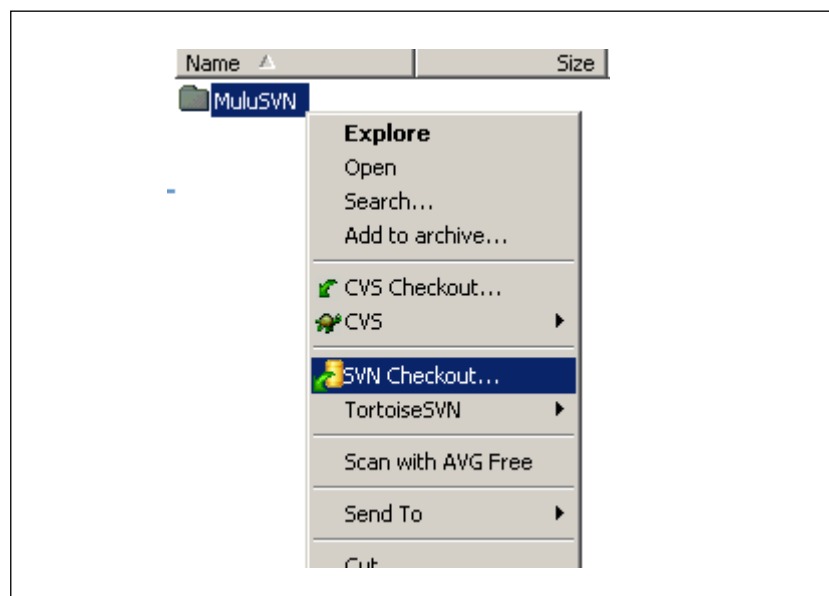 Name Size
MuluSVN
Explore
Open
Search...
Add to archive...
CVS Checkout...
CVS
SVN Checkout...
TortoiseSVN
Scan with AVG Free
Send To
Cut